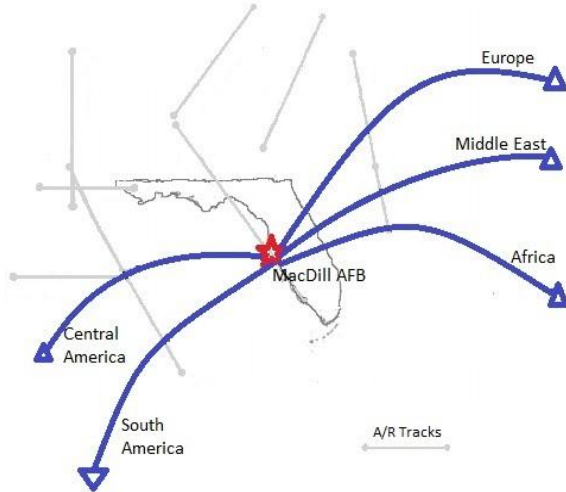 Europe
Middle East
Africa
MacDill AFB
Central
America
South
America
A/R Tracks